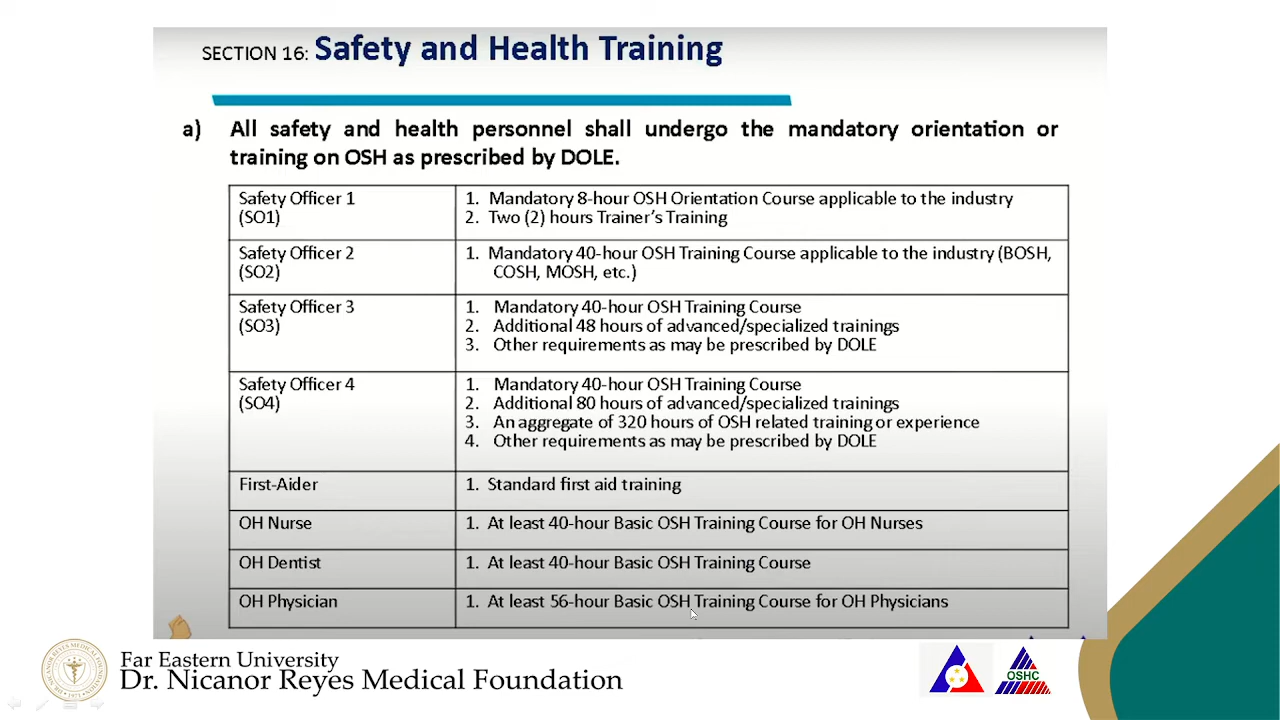 SECTION 16: Safety and Health Training
a) All safety and health personnel shall undergo the mandatory orientation or
training on OSH as prescribed by DOLE.
Safety Officer 1
(SO1)
1. Mandatory 8-hour OSH Orientation Course applicable to the industry
2. Two (2) hours Trainer's Training
Safety Officer 2
(SO2)
1. Mandatory 40-hour OSH Training Course applicable to the industry (BOSH,
COSH, MOSH, etc.)
Safety Officer 3
(SO3)
1. Mandatory 40-hour OSH Training Course
2. Additional 48 hours of advanced/specialized trainings
3. Other requirements as may be prescribed by DOLE
Safety Officer 4
(SO4)
1. Mandatory 40-hour OSH Training Course
2. Additional 80 hours of advanced/specialized trainings
3. An aggregate of 320 hours of OSH related training or experience
4. Other requirements as may be prescribed by DOLE
First-Aider
1. Standard first aid training
OH Nurse
1. At least 40-hour Basic OSH Training Course for OH Nurses
OH Dentist
1. At least 40-hour Basic OSH Training Course
OH Physician
1. At least 56-hour Basic OSH Training Course for OH Physicians
Far Eastern University
Dr. Nicanor Reyes Medical Foundation
OSHC